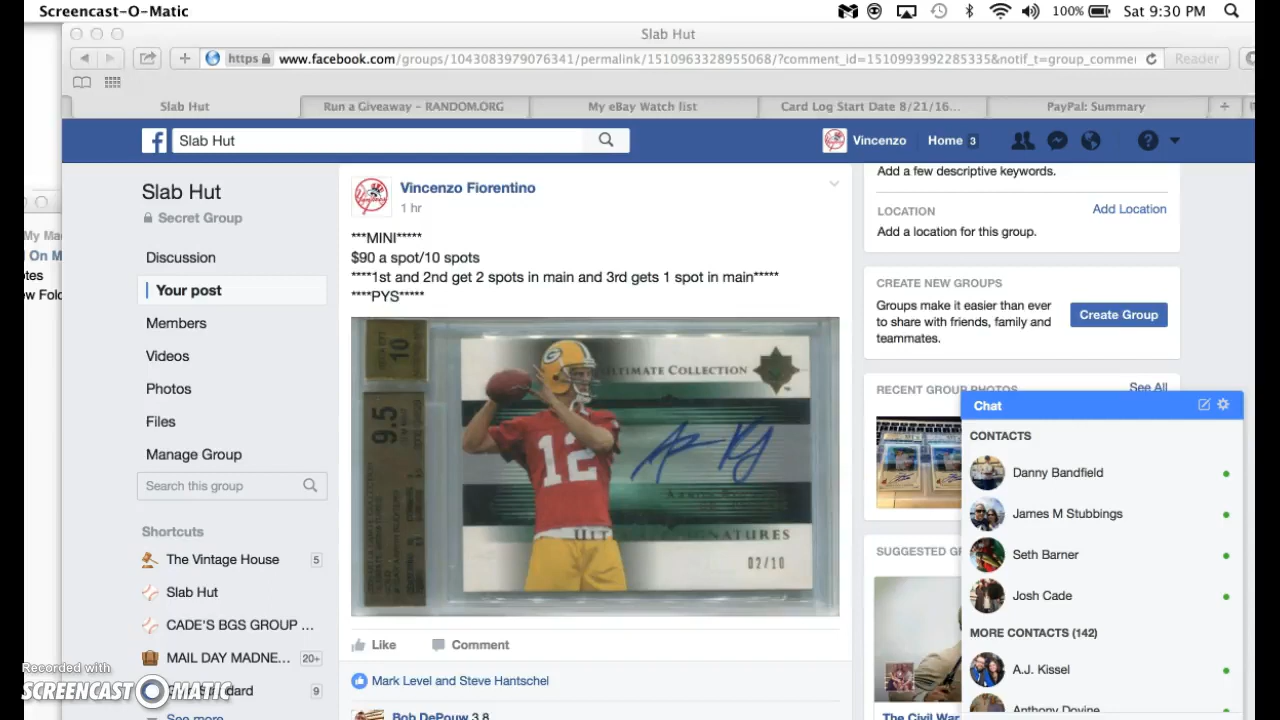 Screencast-O-Matic
100%
Sat 9:30 PM
Slab Hut
https
www.facebook.com/groups/1043083979076341/permalink/1510963328955068/?comment_id=1510993992285335&notif_t=group_comme
Reader
Slab Hut
Run a Giveaway – RANDOM.ORG
My eBay Watch list
Card Log Start Date 8/21/16...
PayPal: Summary
Slab Hut
Vincenzo
Home 3
Slab Hut
Secret Group
Discussion
Your post
Members
Videos
Photos
Files
Manage Group
Search this group
Shortcuts
The Vintage House 5
Slab Hut
CADE'S BGS GROUP ...
MAIL DAY MADNE... 20+
9
See more
My Ma
On M
otes
ew Fold
Vincenzo Fiorentino
1 hr
***MINI*****
$90 a spot/10 spots
****1st and 2nd get 2 spots in main and 3rd gets 1 spot in main*****
****PYS*****
10
9.5
ULTIMATE COLLECTION
12
02/10
Like
Comment
Mark Level and Steve Hantschel
Bob DePouw 3,8
Add a few descriptive keywords.
LOCATION
Add Location
Add a location for this group.
CREATE NEW GROUPS
Groups make it easier than ever
to share with friends, family and
teammates.
Create Group
RECENT GROUP PHOTOS
See All
SUGGESTED GR
The Civil War
Chat
CONTACTS
Danny Bandfield
James M Stubbings
Seth Barner
Josh Cade
MORE CONTACTS (142)
A.J. Kissel
Anthony Dovine
Recorded with
SCREENCAST-O-MATIC